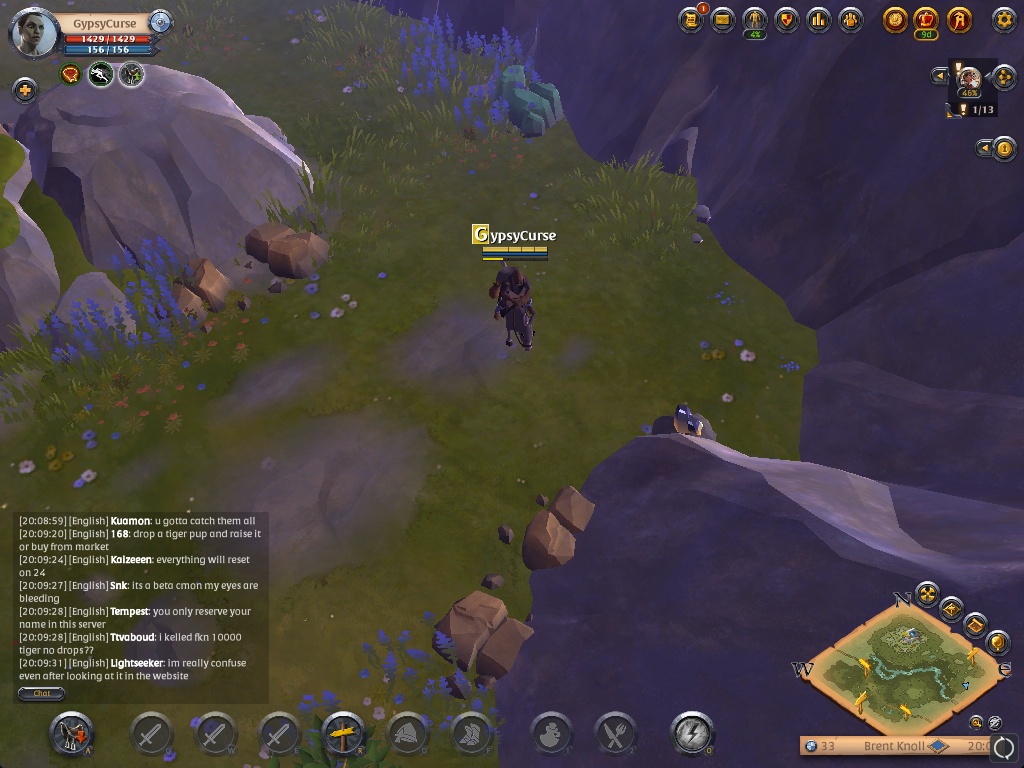 GypsyCurse
1429 / 1429
156 / 156
1
4%
9d
46%
1/13
GypsyCurse
[20:08:59] [English] Kuamon: u gotta catch them all
[20:09:20] [English] 168: drop a tiger pup and raise it
or buy from market
[20:09:24] [English] Kaizeeen: everything will reset
on 24
[20:09:27] [English] Snk: its a beta cmon my eyes are
bleeding
[20:09:28] [English] Tempest: you only reserve your
name in this server
[20:09:28] [English] Ttvaboud: i kelled fkn 10000
tiger no drops??
[20:09:31] [English] Lightseeker: im really confuse
even after looking at it in the website
Chat
N
W
E
A
Q
W
E
R
D
F
1
2
O
33
Brent Knoll
20:0